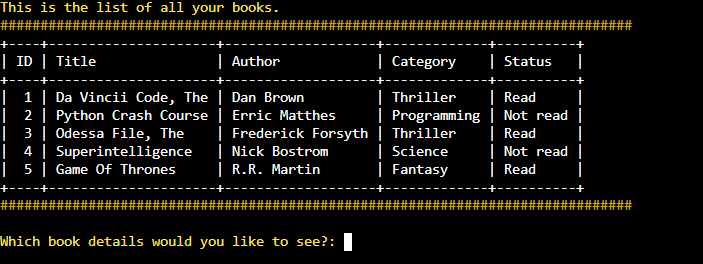 This is the list of all your books.
###############################################################################
+----+---------------------+-------------------+-------------+----------+
| ID | Title               | Author            | Category    | Status   |
+----+---------------------+-------------------+-------------+----------+
|  1 | Da Vincii Code, The | Dan Brown         | Thriller    | Read     |
|  2 | Python Crash Course | Erric Matthes     | Programming | Not read |
|  3 | Odessa File, The    | Frederick Forsyth | Thriller    | Read     |
|  4 | Superintelligence   | Nick Bostrom      | Science     | Not read |
|  5 | Game Of Thrones     | R.R. Martin       | Fantasy     | Read     |
+----+---------------------+-------------------+-------------+----------+
###############################################################################
Which book details would you like to see?: